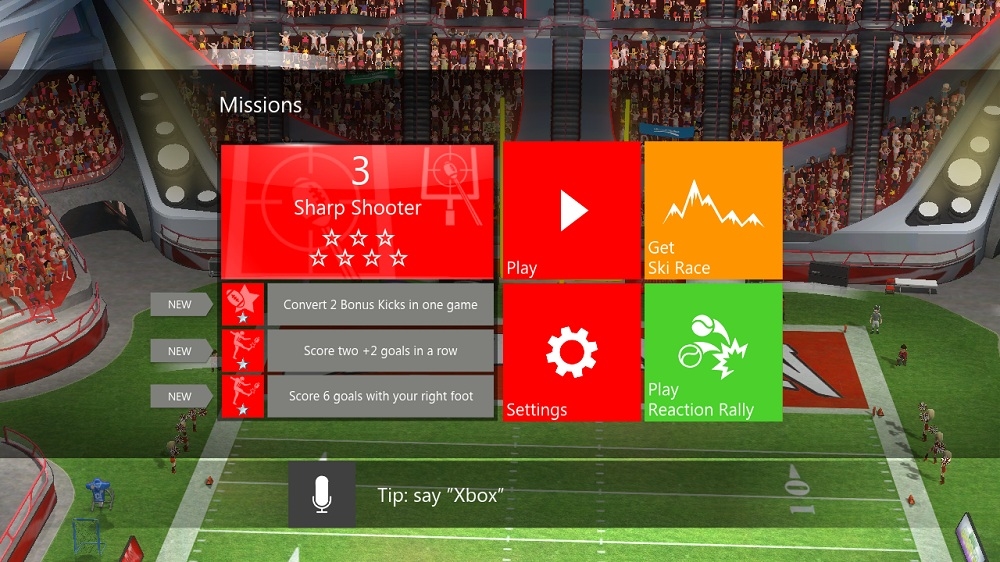 Missions
3
Sharp Shooter
NEW
Convert 2 Bonus Kicks in one game
NEW
Score two +2 goals in a row
NEW
Score 6 goals with your right foot
Play
Get
Ski Race
Settings
Play
Reaction Rally
Tip: say "Xbox"